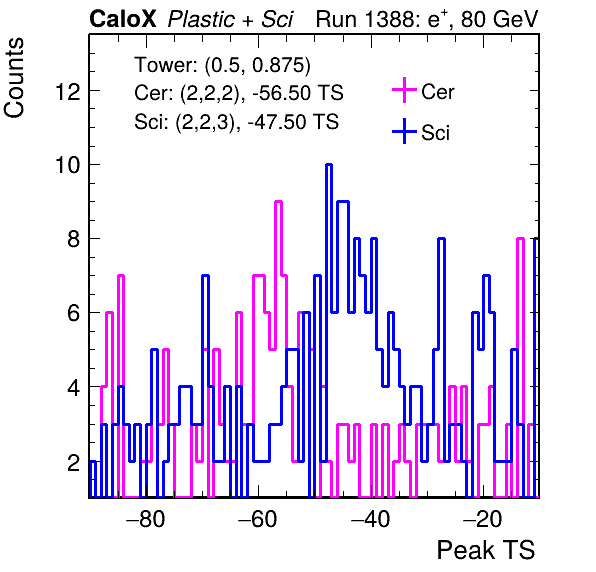 CaloX Plastic + Sci Run 1388: e+, 80 GeV
Counts
Tower: (0.5, 0.875)
Cer: (2,2,2), -56.50 TS
Sci: (2,2,3), -47.50 TS
Cer
Sci
12
10
8
6
4
2
−80 −60 −40 −20
Peak TS